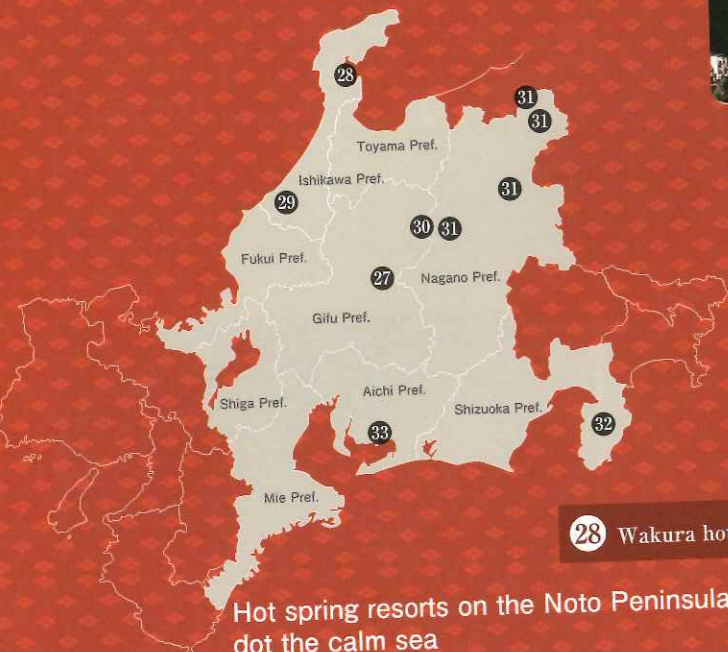 28
31
31
Toyama Pref.
Ishikawa Pref.
31
29
30 31
Fukui Pref.
27
Nagano Pref.
Gifu Pref.
Aichi Pref.
Shiga Pref.
Shizuoka Pref.
32
33
Mie Pref.
28 Wakura
Hot spring resorts on the Noto Peninsula
dot the calm sea